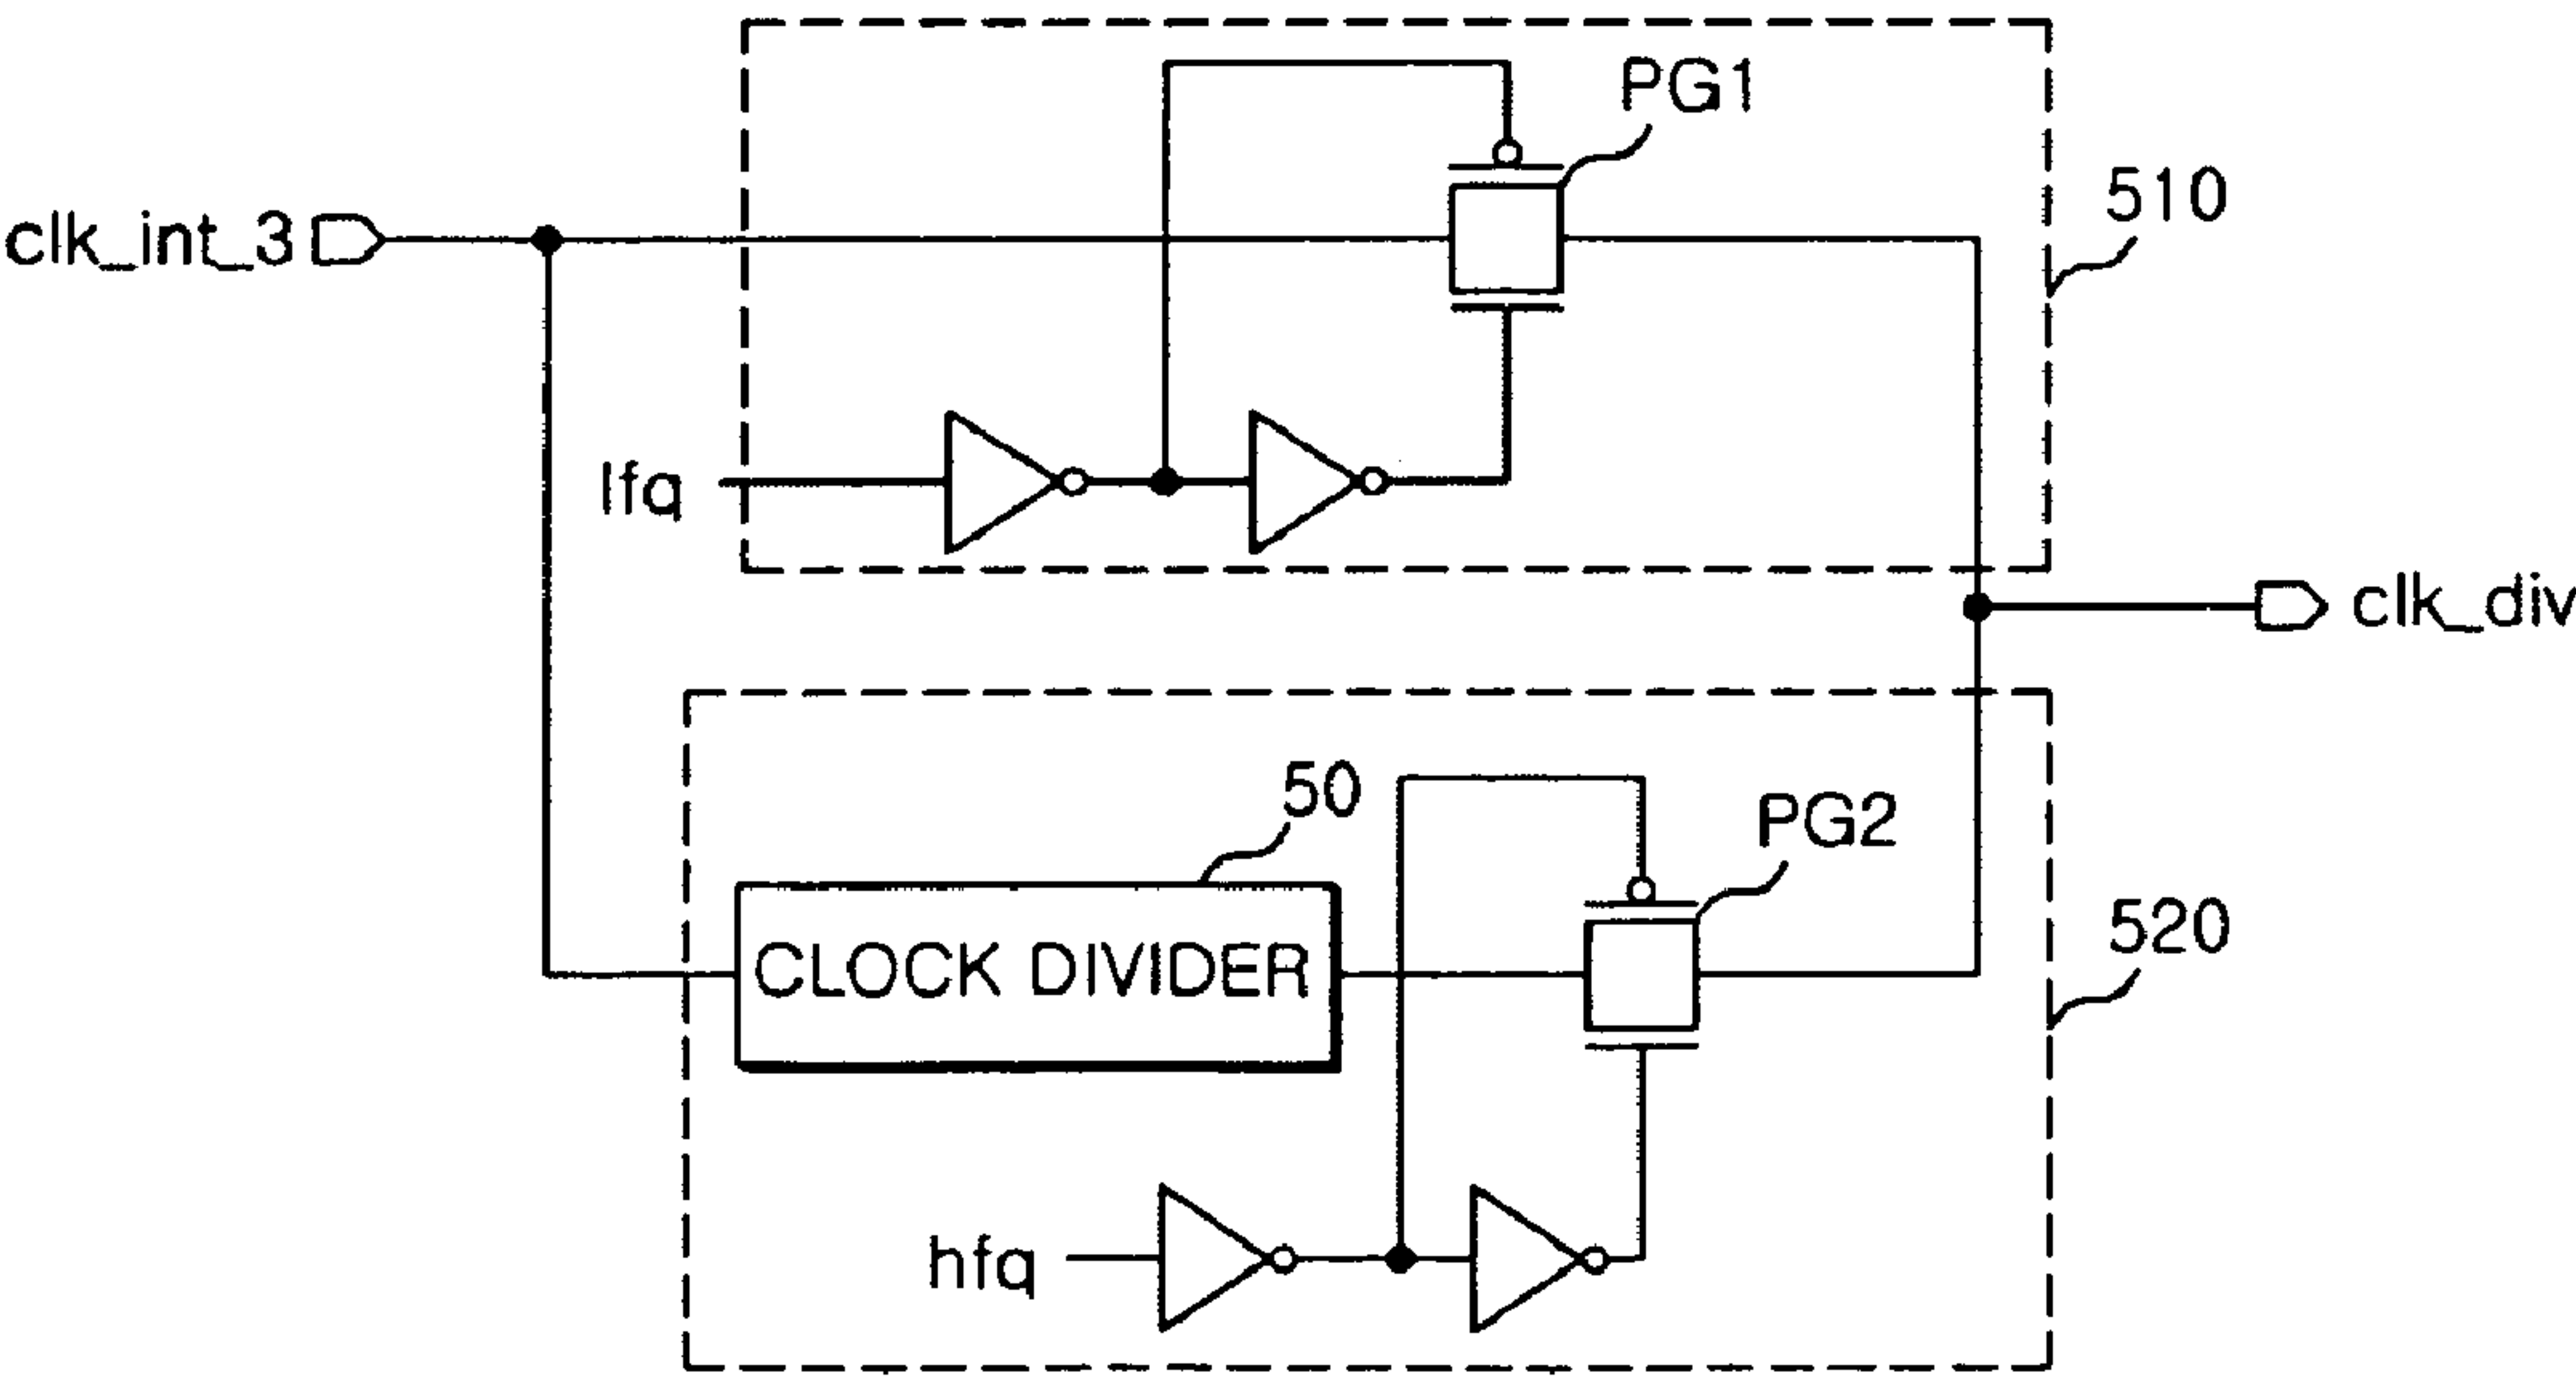 PG1
510
clk_int_3
lfq
clk_div
50
PG2
520
CLOCK DIVIDER
hfq